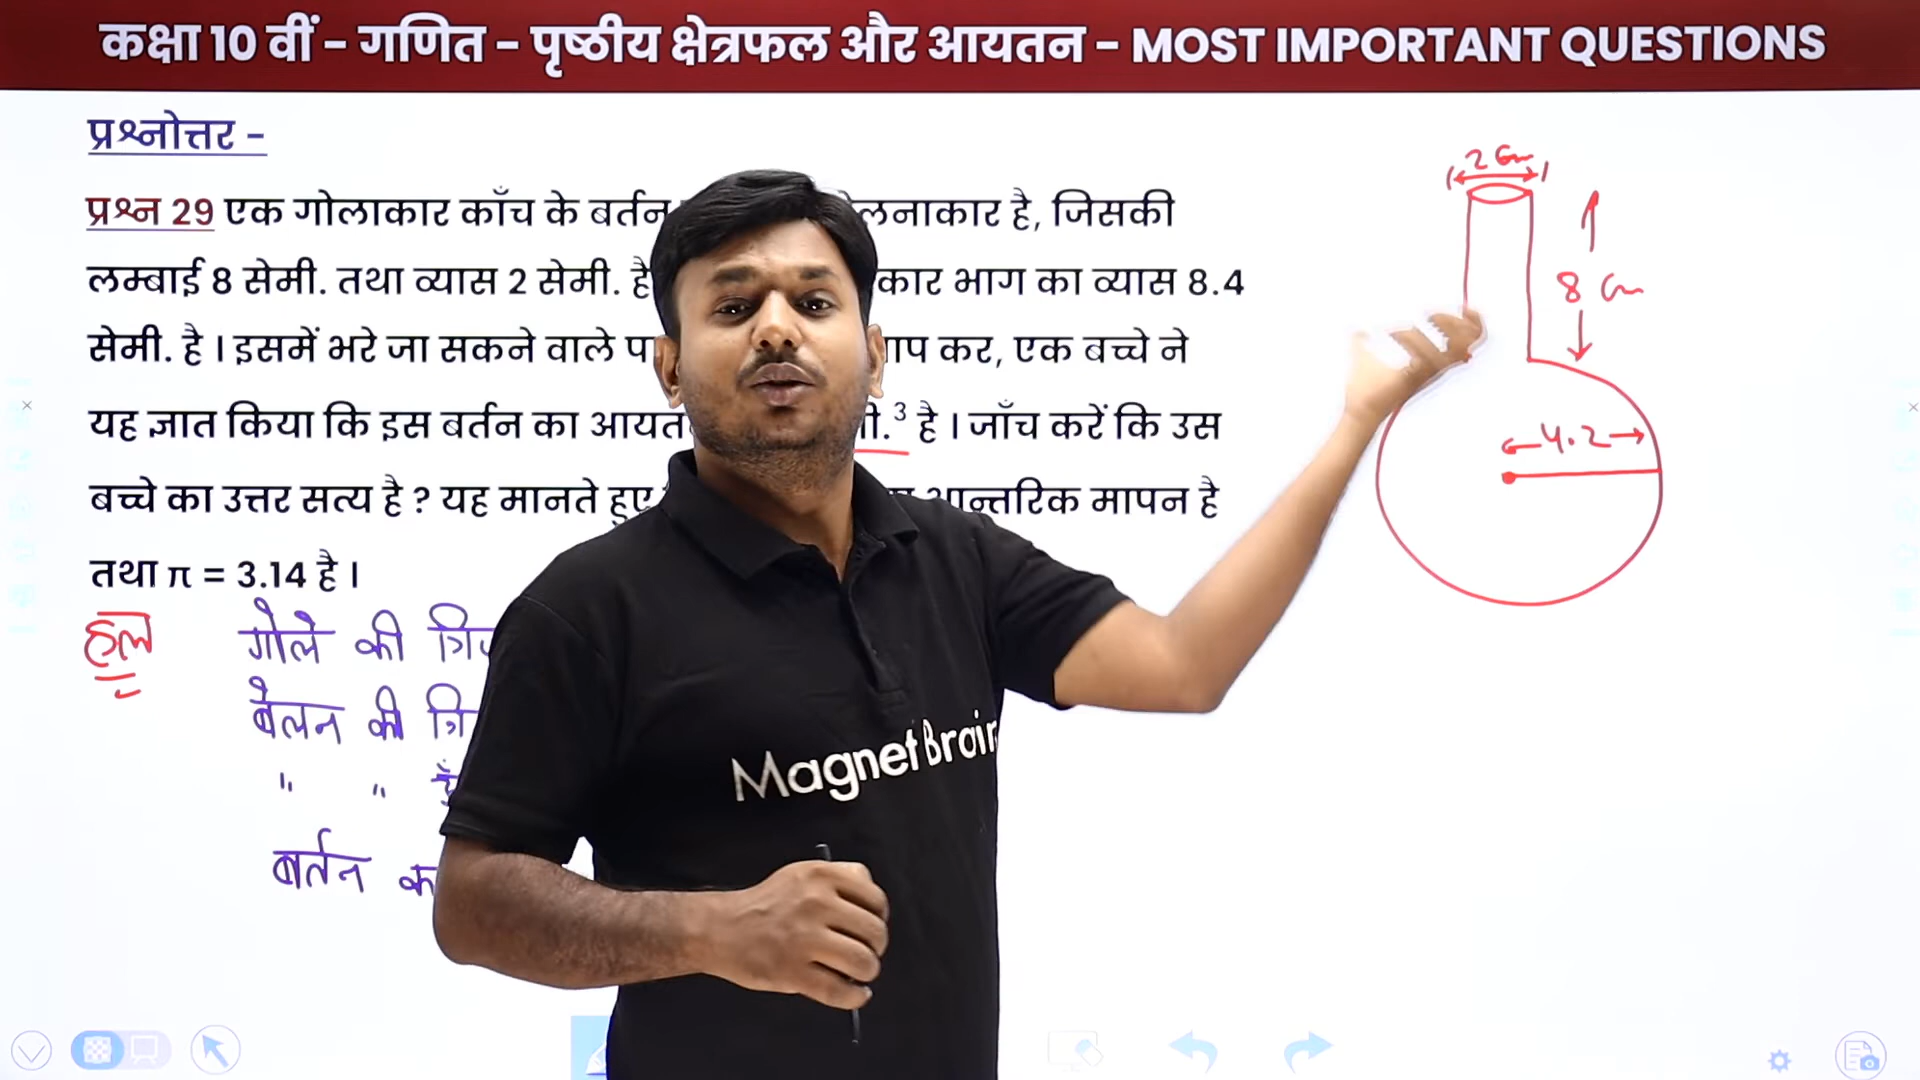 कक्षा 10 वीं - गणित - पृष्ठीय क्षेत्रफल और आयतन - MOST IMPORTANT QUESTIONS
प्रश्नोत्तर -
प्रश्न 29 एक गोलाकार काँच के बर्तन है, जिसकी
लम्बाई 8 सेमी. तथा व्यास 2 सेमी. है भाग का व्यास 8.4
सेमी. है । इसमें भरे जा सकने वाले कर, एक बच्चे ने
यह ज्ञात किया कि इस बर्तन का 3 है । जाँच करें कि उस
बच्चे का उत्तर सत्य है ? यह मानते हुए आन्तरिक मापन है
तथा π = 3.14 है ।
हल गोले की
बेलन की
" "
बर्तन
2 cm
8 cm
4.2
Magnet Brain